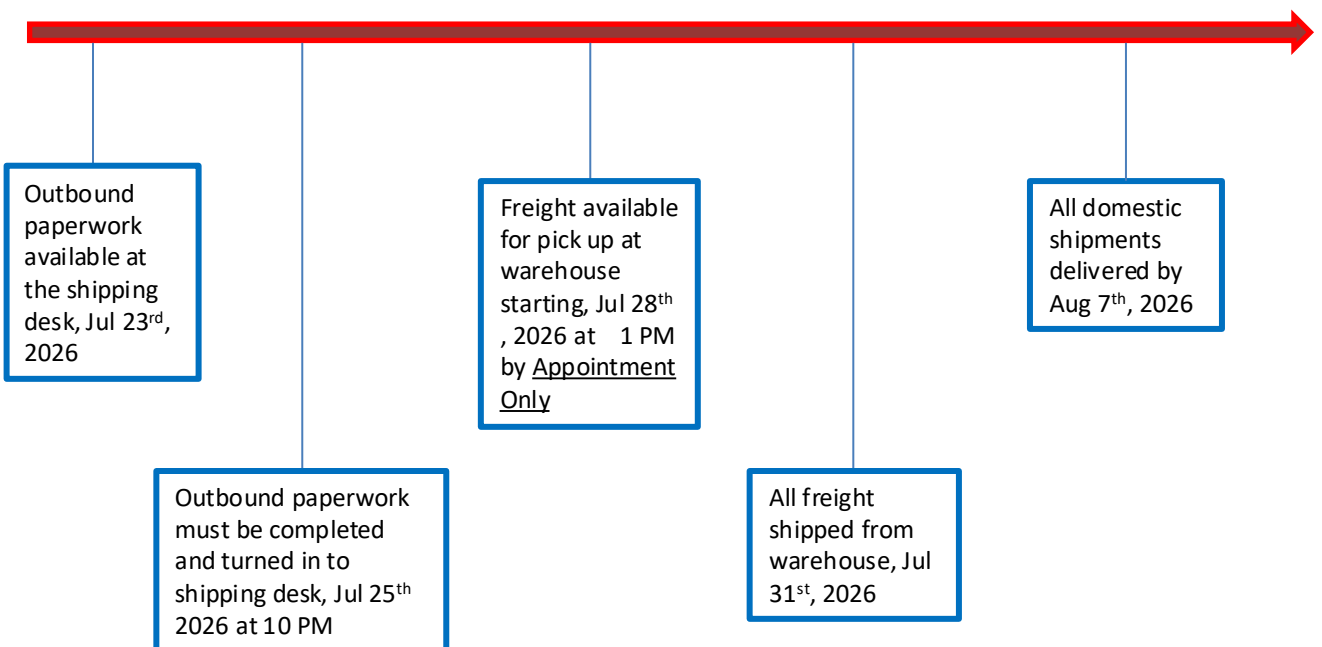 Outbound
paperwork
available at
the shipping
desk, Jul 23rd,
2026
Outbound paperwork
must be completed
and turned in to
shipping desk, Jul 25th
2026 at 10 PM
Freight available
for pick up at
warehouse
starting, Jul 28th
, 2026 at 1 PM
by Appointment
Only
All freight
shipped from
warehouse, Jul
31st, 2026
All domestic
shipments
delivered by
Aug 7th, 2026